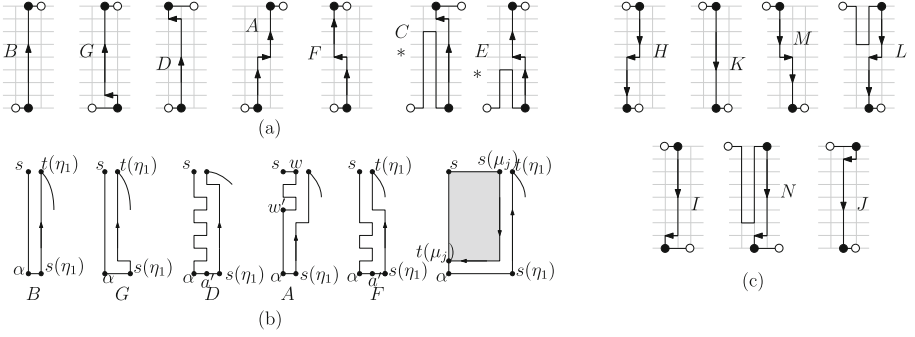 B G D A F C * E *
(a)
H K M L
s t(η₁) s t(η₁) s s w s t(η₁) s s(μⱼ) t(η₁)
w′
t(μⱼ)
α s(η₁) α s(η₁) α a′ s(η₁) α s(η₁) α a′ s(η₁) α s(η₁)
B G D A F
(b)
I N J
(c)